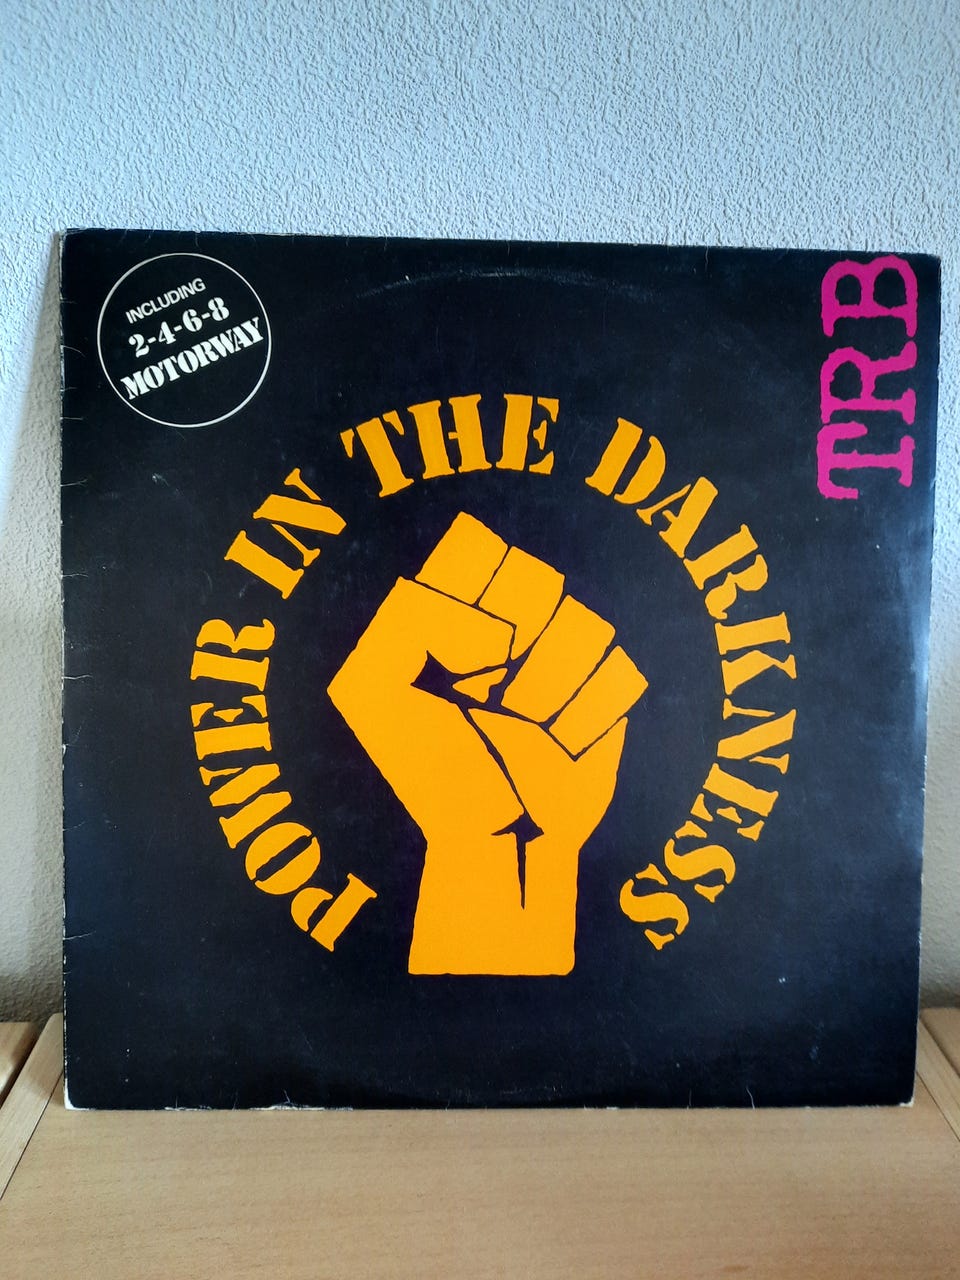 INCLUDING
2-4-6-8
MOTORWAY
TRB
POWER IN THE DARKNESS